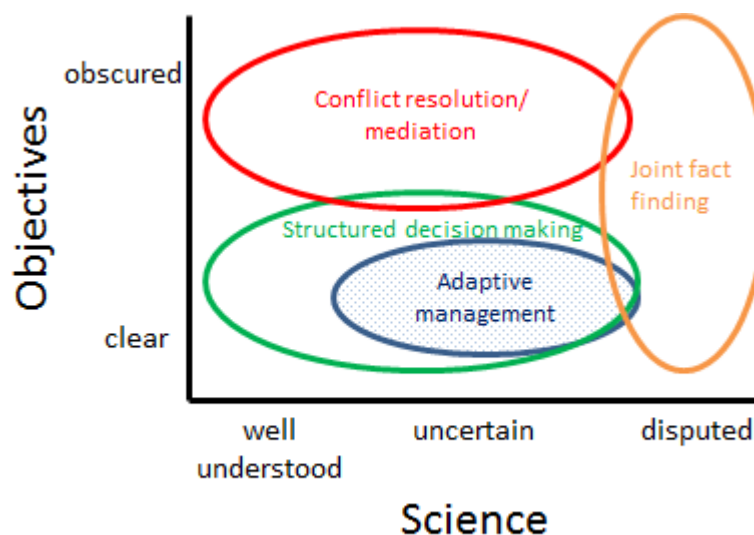 obscured
Objectives
clear
Conflict resolution/
mediation
Joint fact
finding
Structured decision making
Adaptive
management
well
understood
uncertain
disputed
Science